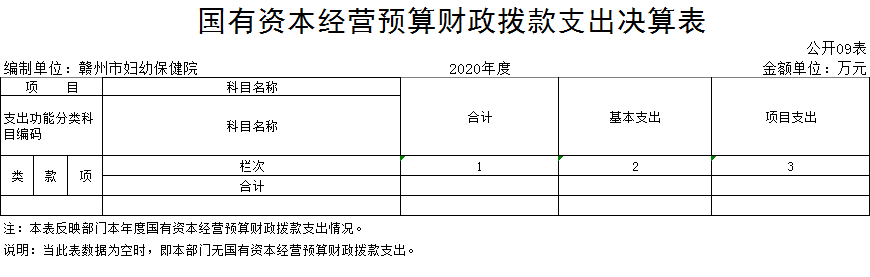 国有资本经营预算财政拨款支出决算表
公开09表
编制单位：赣州市妇幼保健院 2020年度 金额单位：万元
项 目 科目名称 合计 基本支出 项目支出
支出功能分类科
目编码 科目名称
类 款 项 栏次 1 2 3
合计
注：本表反映部门本年度国有资本经营预算财政拨款支出情况。
说明：当此表数据为空时，即本部门无国有资本经营预算财政拨款支出。